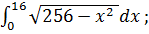 ∫₀¹⁶ √(256 − x²) dx ;